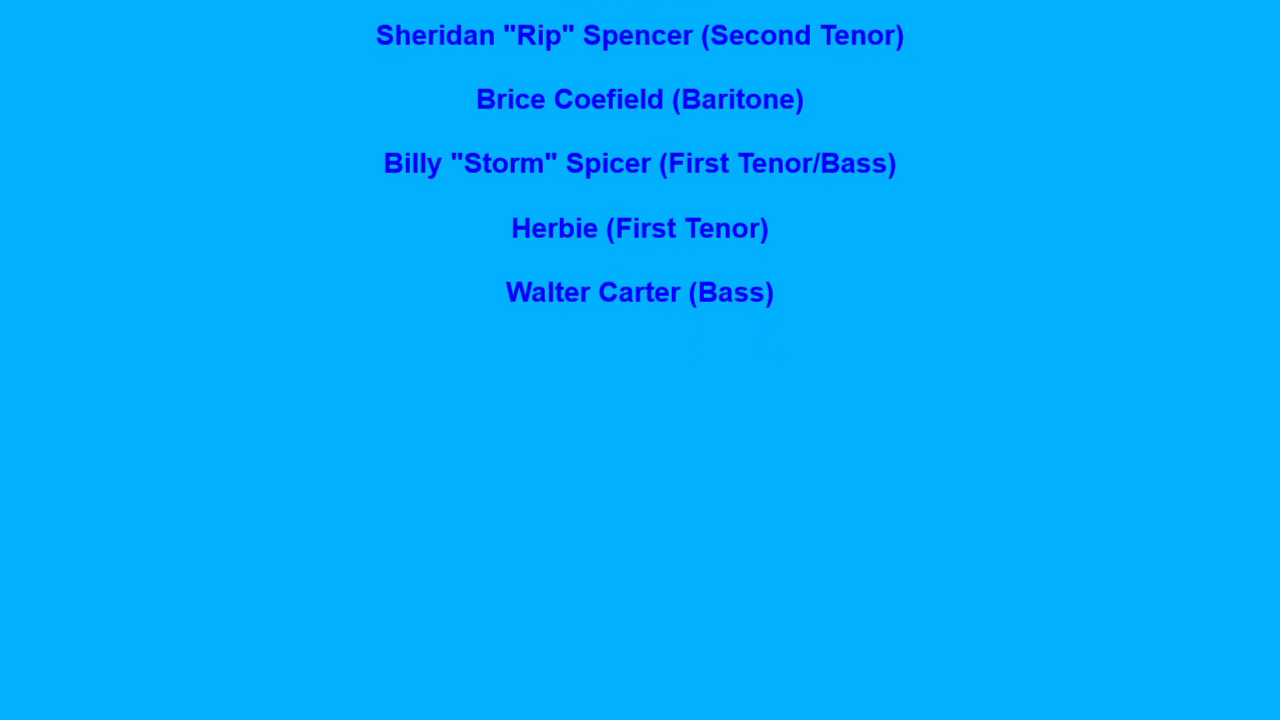 Sheridan "Rip" Spencer (Second Tenor)
Brice Coefield (Baritone)
Billy "Storm" Spicer (First Tenor/Bass)
Herbie (First Tenor)
Walter Carter (Bass)